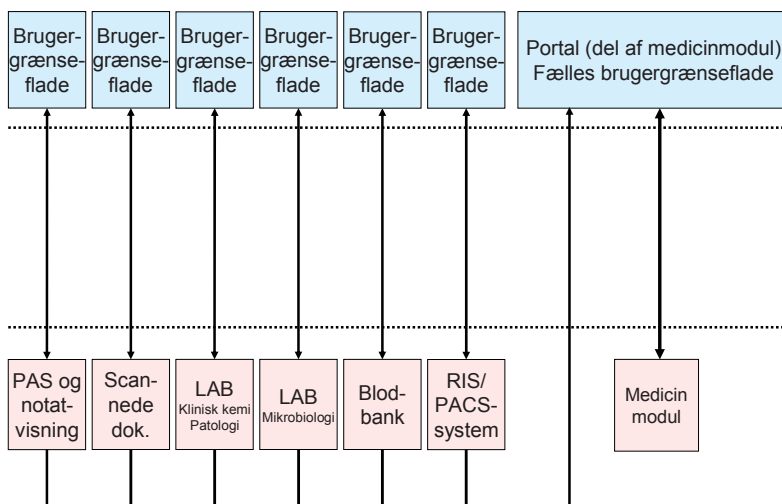 Bruger-
grænse-
flade
Bruger-
grænse-
flade
Bruger-
grænse-
flade
Bruger-
grænse-
flade
Bruger-
grænse-
flade
Bruger-
grænse-
flade
Portal (del af medicinmodul)
Fælles brugergrænseflade
PAS og
notat-
visning
Scan-
nede
dok.
LAB
Klinisk kemi
Patologi
LAB
Mikrobiologi
Blod-
bank
RIS/
PACS-
system
Medicin
modul